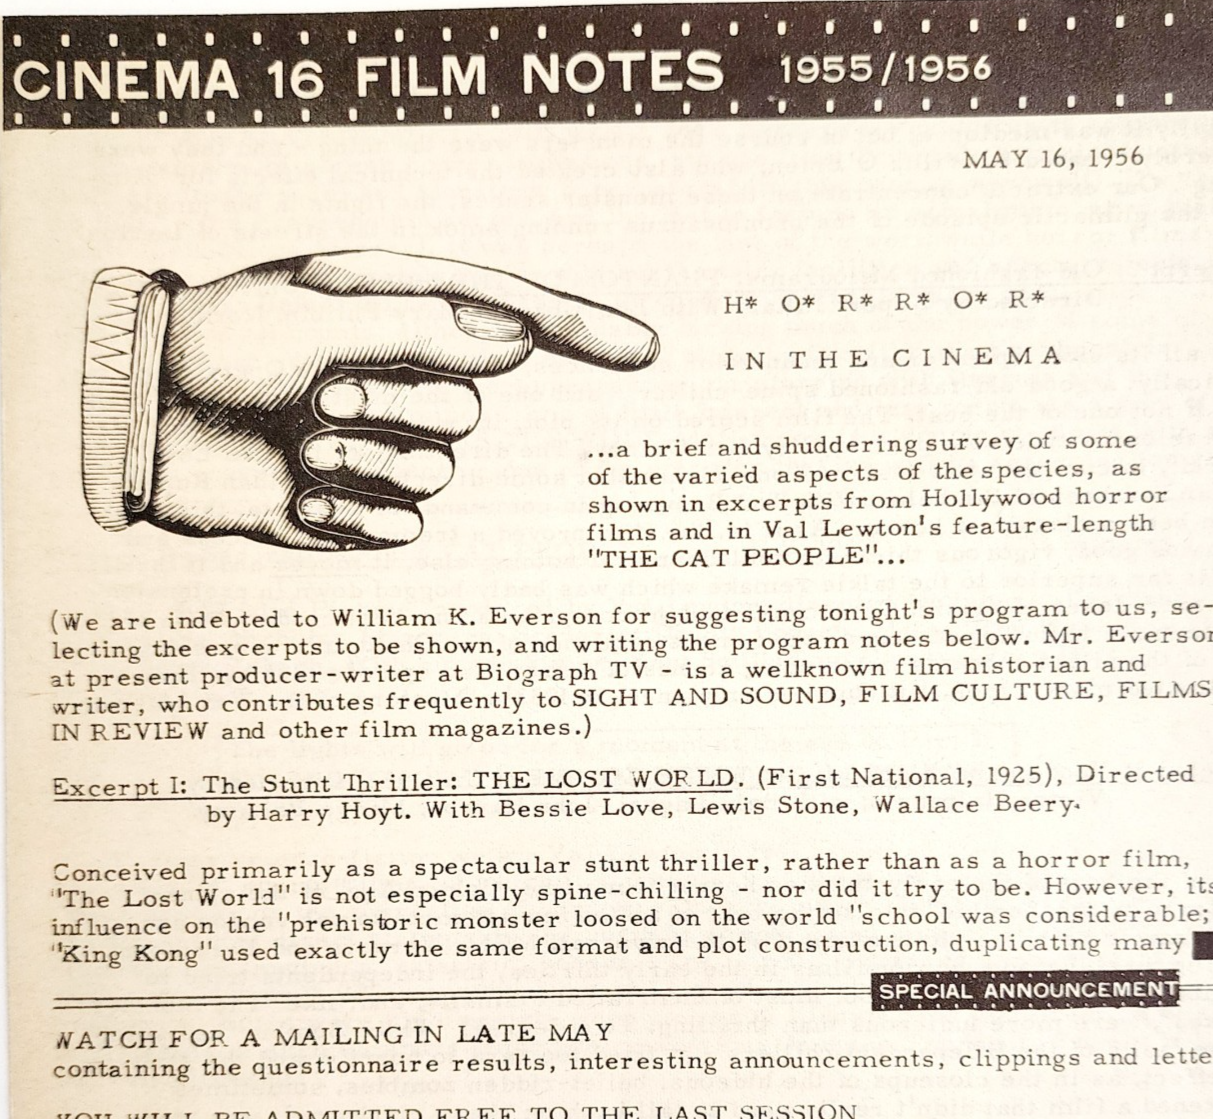 CINEMA 16 FILM NOTES 1955/1956
MAY 16, 1956
H* O* R* R* O* R*
IN THE CINEMA
...a brief and shuddering survey of some
of the varied aspects of the species, as
shown in excerpts from Hollywood horror
films and in Val Lewton's feature-length
"THE CAT PEOPLE"...
(We are indebted to William K. Everson for suggesting tonight's program to us, se-
lecting the excerpts to be shown, and writing the program notes below. Mr. Everson
at present producer-writer at Biograph TV - is a wellknown film historian and
writer, who contributes frequently to SIGHT AND SOUND, FILM CULTURE, FILMS
IN REVIEW and other film magazines.)
Excerpt I: The Stunt Thriller: THE LOST WORLD. (First National, 1925), Directed
by Harry Hoyt. With Bessie Love, Lewis Stone, Wallace Beery.
Conceived primarily as a spectacular stunt thriller, rather than as a horror film,
"The Lost World" is not especially spine-chilling - nor did it try to be. However, its
influence on the "prehistoric monster loosed on the world "school was considerable;
"King Kong" used exactly the same format and plot construction, duplicating many
SPECIAL ANNOUNCEMENT
WATCH FOR A MAILING IN LATE MAY
containing the questionnaire results, interesting announcements, clippings and lette
YOU WILL BE ADMITTED FREE TO THE LAST SESSION